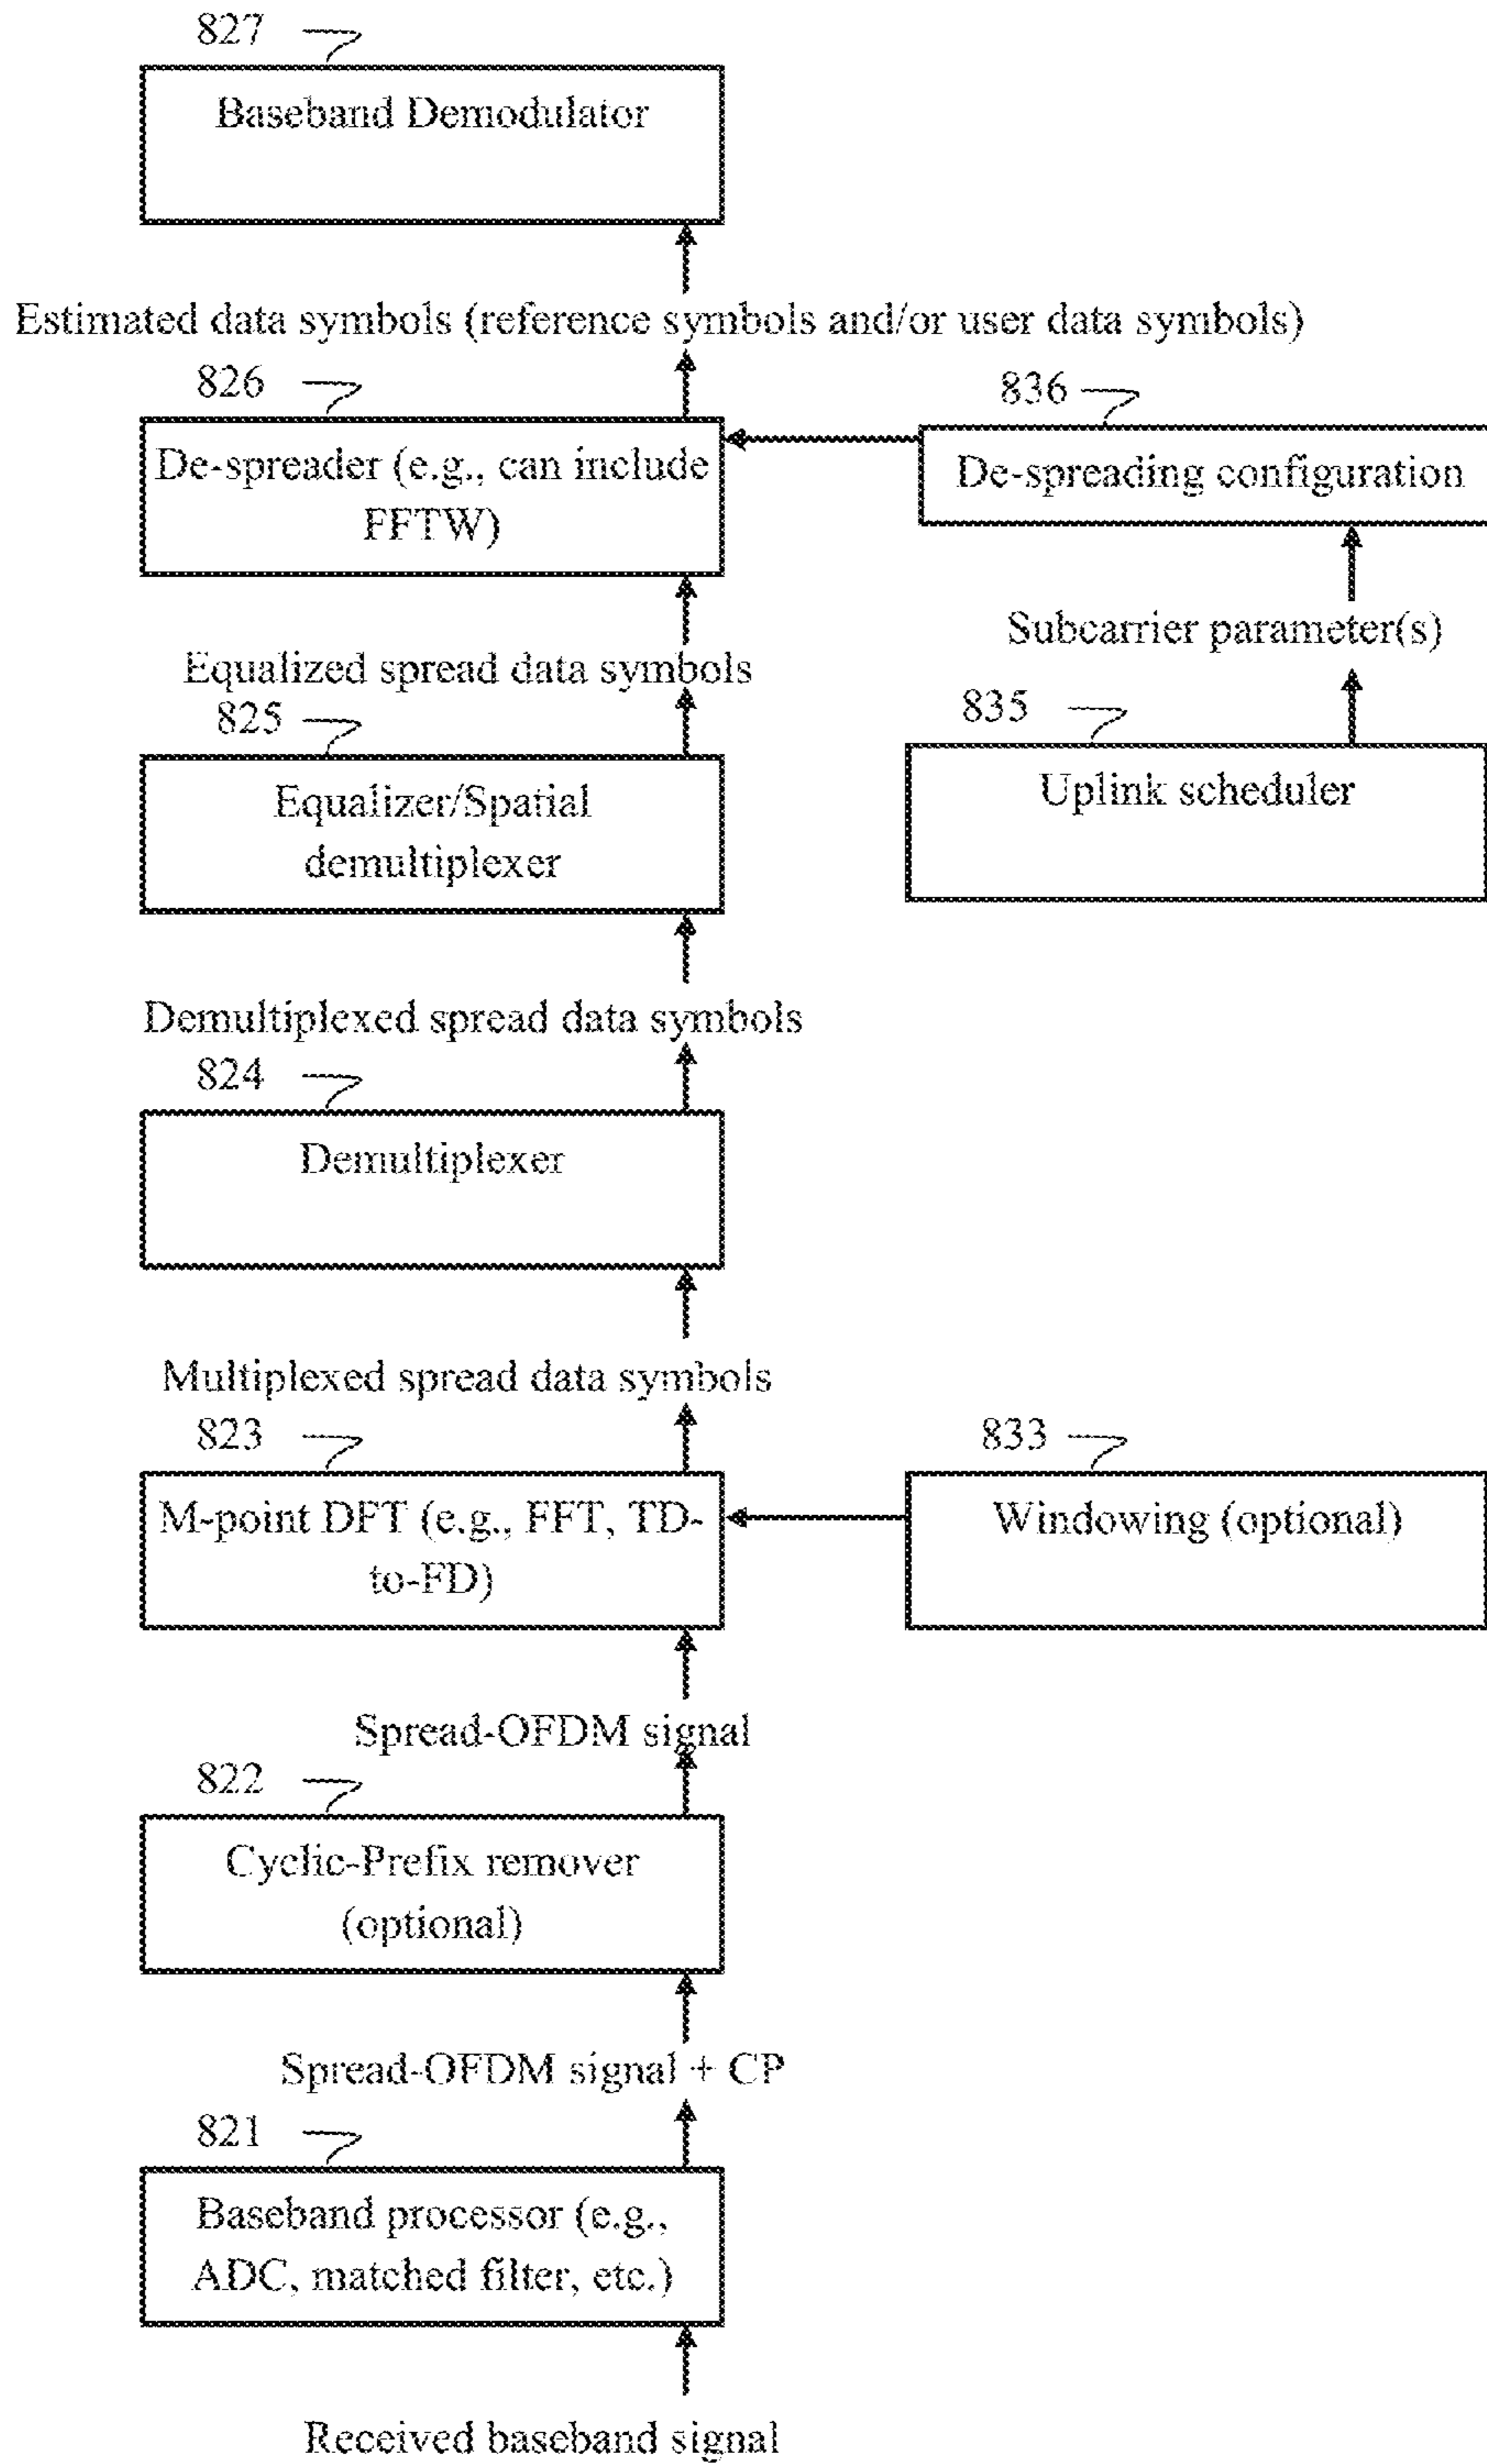 827
Baseband Demodulator
Estimated data symbols (reference symbols and/or user data symbols)
826
836
De-spreader (e.g., can include
FFTW)
De-spreading configuration
Subcarrier parameter(s)
Equalized spread data symbols
825
835
Equalizer/Spatial
demultiplexer
Uplink scheduler
Demultiplexed spread data symbols
824
Demultiplexer
Multiplexed spread data symbols
823
833
M-point DFT (e.g., FFT, TD-
to-FD)
Windowing (optional)
Spread-OFDM signal
822
Cyclic-Prefix remover
(optional)
Spread-OFDM signal + CP
821
Baseband processor (e.g.,
ADC, matched filter, etc.)
Received baseband signal